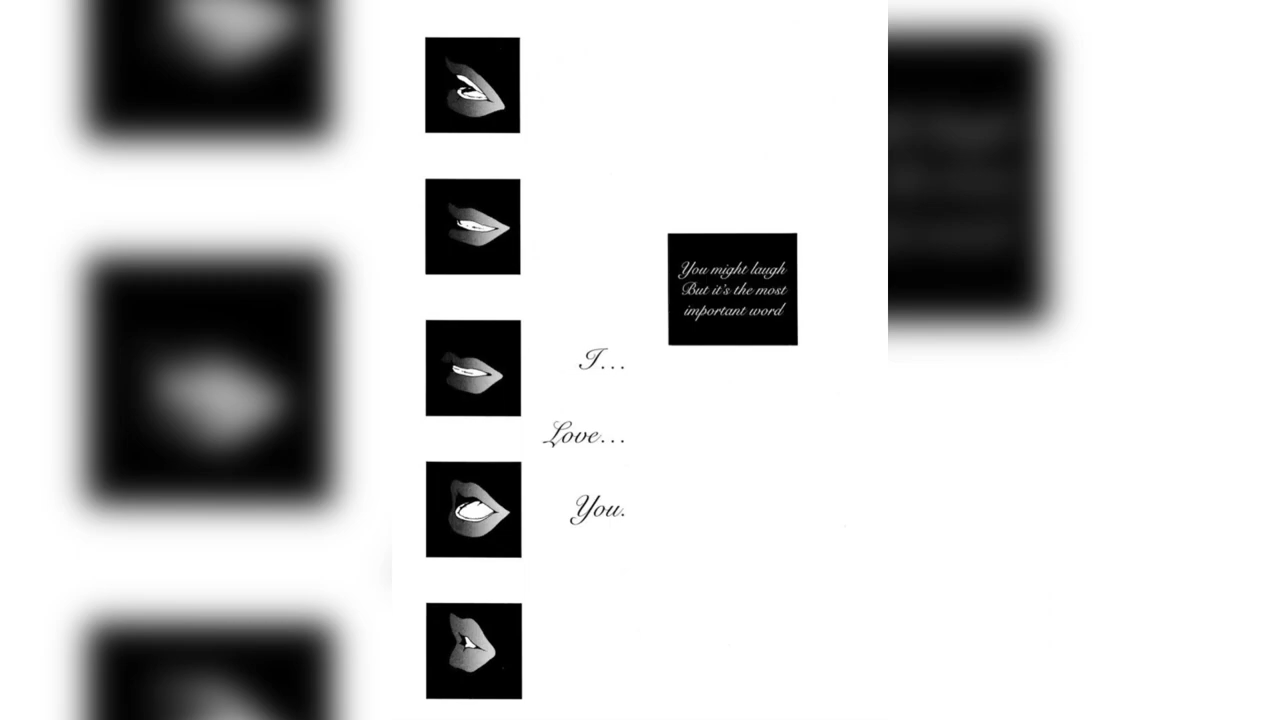 You might laugh
But it's the most
important word
I...
Love...
You.